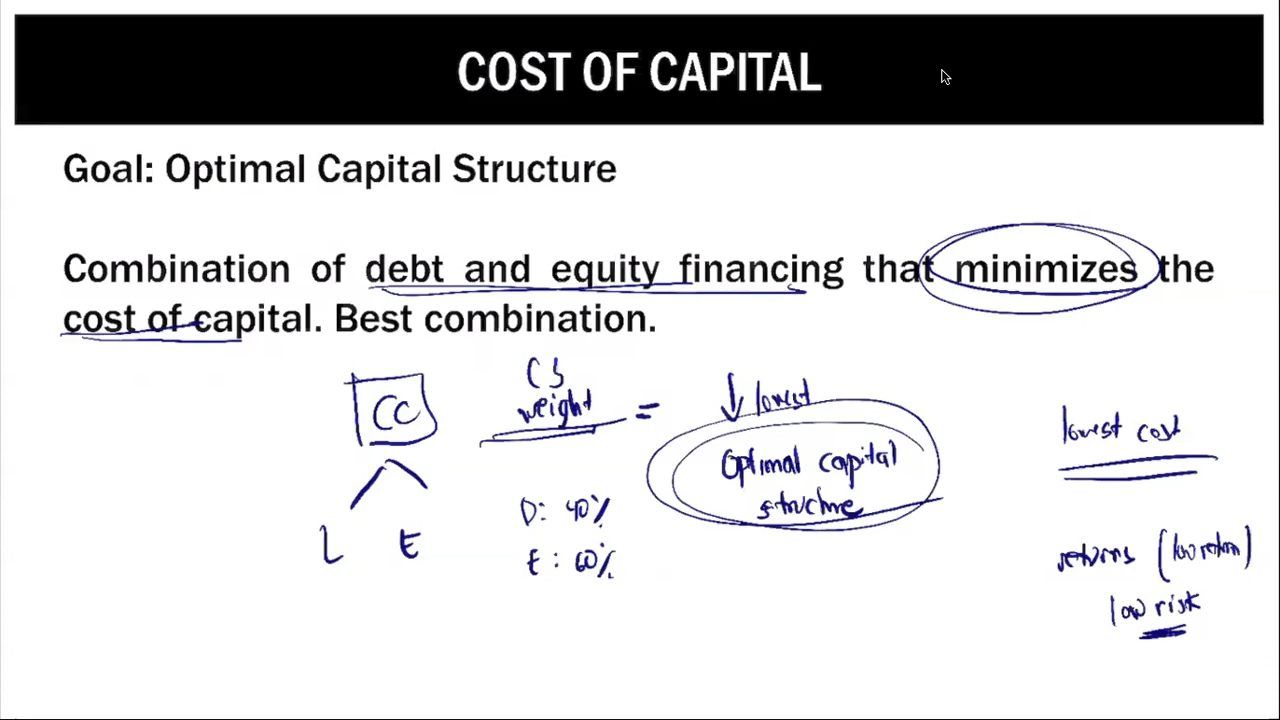 COST OF CAPITAL
Goal: Optimal Capital Structure
Combination of debt and equity financing that minimizes the
cost of capital. Best combination.
CC
L E
CS
weight =
D: 40%
E: 60%
↓ lowest
Optimal capital
structure
lowest cost
returns (low return)
low risk